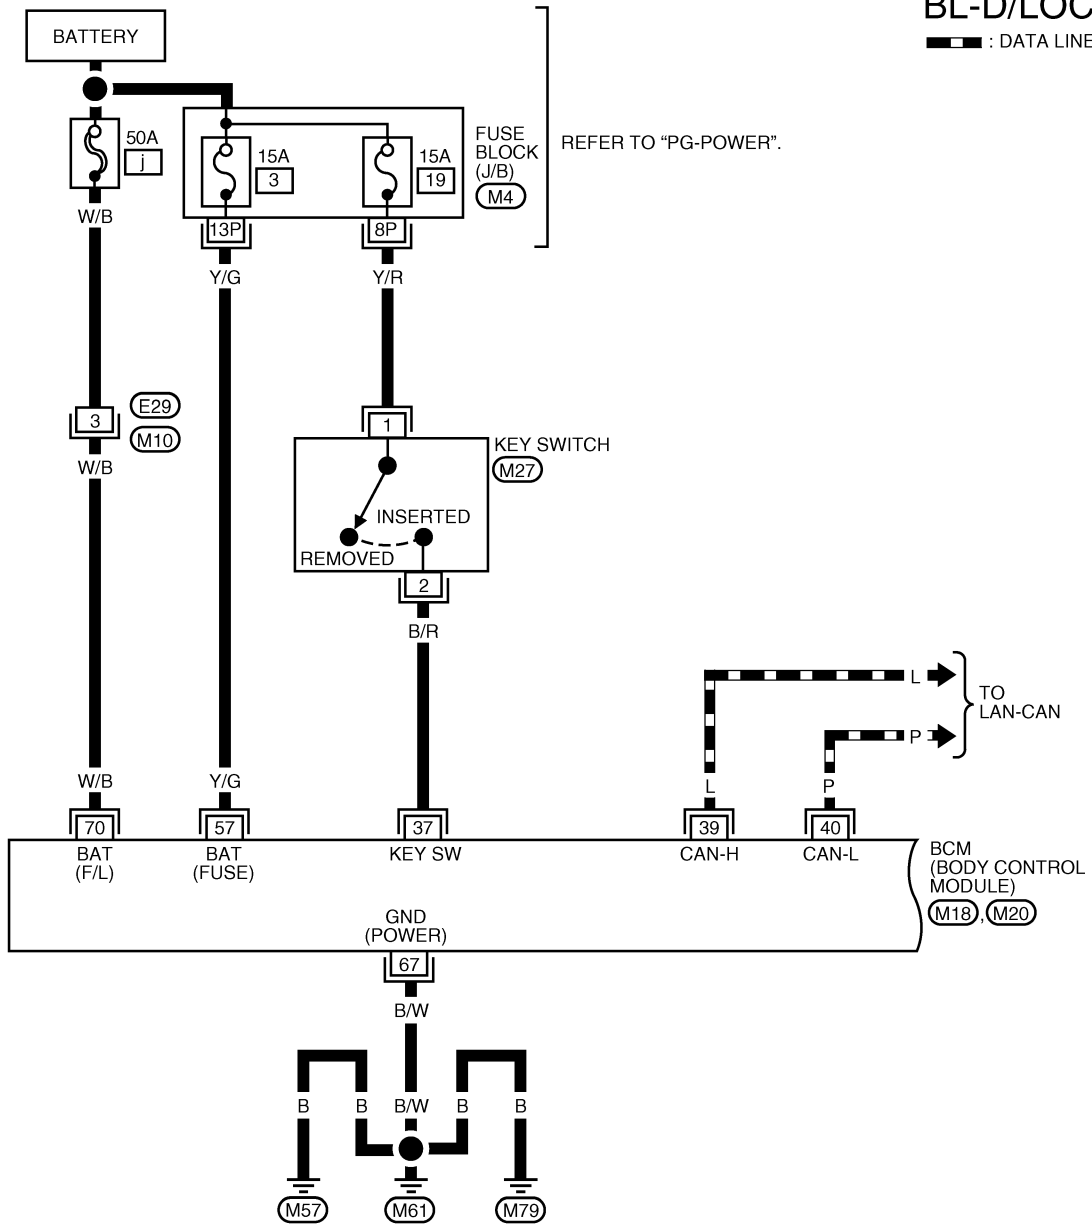 BL-D/LOC
: DATA LINE
BATTERY
50A
j
15A
3
15A
19
FUSE
BLOCK
(J/B)
M4
REFER TO “PG-POWER”.
W/B
13P
8P
Y/G
Y/R
3
E29
M10
W/B
1
KEY SWITCH
M27
INSERTED
REMOVED
2
B/R
L
P
TO
LAN-CAN
W/B
Y/G
L
P
70
57
37
39
40
BAT
(F/L)
BAT
(FUSE)
KEY SW
CAN-H
CAN-L
BCM
(BODY CONTROL
MODULE)
M18 , M20
GND
(POWER)
67
B/W
B
B
B/W
B
B
M57
M61
M79